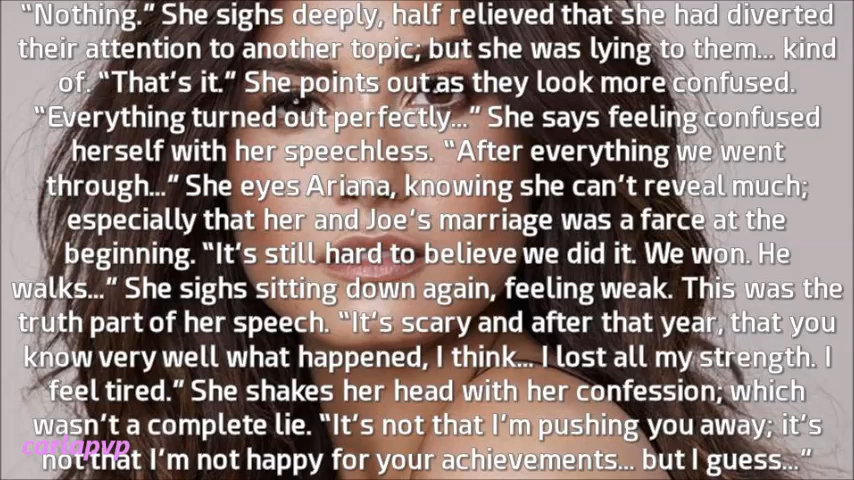 “Nothing.” She sighs deeply, half relieved that she had diverted
their attention to another topic; but she was lying to them... kind
of. “That’s it.” She points out as they look more confused.
“Everything turned out perfectly...” She says feeling confused
herself with her speechless. “After everything we went
through...” She eyes Ariana, knowing she can’t reveal much;
especially that her and Joe’s marriage was a farce at the
beginning. “It’s still hard to believe we did it. We won. He
walks...” She sighs sitting down again, feeling weak. This was the
truth part of her speech. “It’s scary and after that year, that you
know very well what happened, I think... I lost all my strength. I
feel tired.” She shakes her head with her confession; which
wasn’t a complete lie. “It’s not that I’m pushing you away; it’s
carlapvp
not that I’m not happy for your achievements... but I guess...”